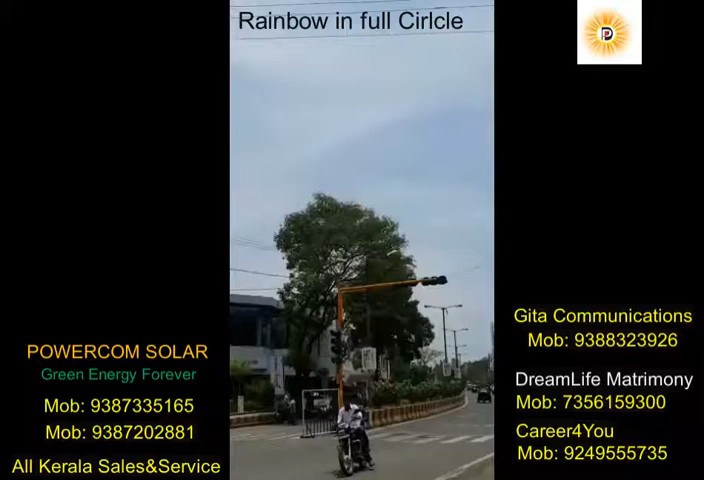 Rainbow in full Cirlcle
P
POWERCOM SOLAR
Green Energy Forever
Mob: 9387335165
Mob: 9387202881
All Kerala Sales&Service
Gita Communications
Mob: 9388323926
DreamLife Matrimony
Mob: 7356159300
Career4You
Mob: 9249555735